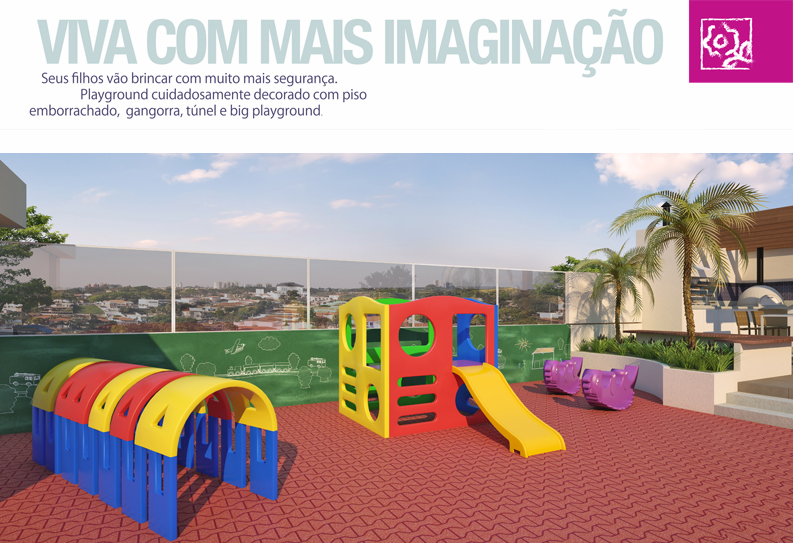 VIVA COM MAIS IMAGINAÇÃO
Seus filhos vão brincar com muito mais segurança.
Playground cuidadosamente decorado com piso
emborrachado, gangorra, túnel e big playground.